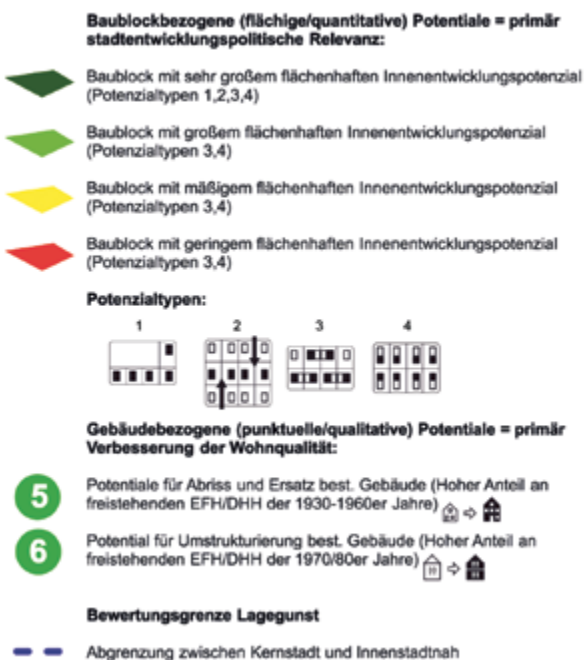 Baublockbezogene (flächige/quantitative) Potentiale = primär
stadtentwicklungspolitische Relevanz:
Baublock mit sehr großem flächenhaften Innenentwicklungspotenzial
(Potenzialtypen 1,2,3,4)
Baublock mit großem flächenhaften Innenentwicklungspotenzial
(Potenzialtypen 3,4)
Baublock mit mäßigem flächenhaften Innenentwicklungspotenzial
(Potenzialtypen 3,4)
Baublock mit geringem flächenhaften Innenentwicklungspotenzial
(Potenzialtypen 3,4)
Potenzialtypen:
1 2 3 4
Gebäudebezogene (punktuelle/qualitative) Potentiale = primär
Verbesserung der Wohnqualität:
5 Potentiale für Abriss und Ersatz best. Gebäude (Hoher Anteil an
freistehenden EFH/DHH der 1930-1960er Jahre)
6 Potential für Umstrukturierung best. Gebäude (Hoher Anteil an
freistehenden EFH/DHH der 1970/80er Jahre)
Bewertungsgrenze Lagegunst
Abgrenzung zwischen Kernstadt und Innenstadtnah